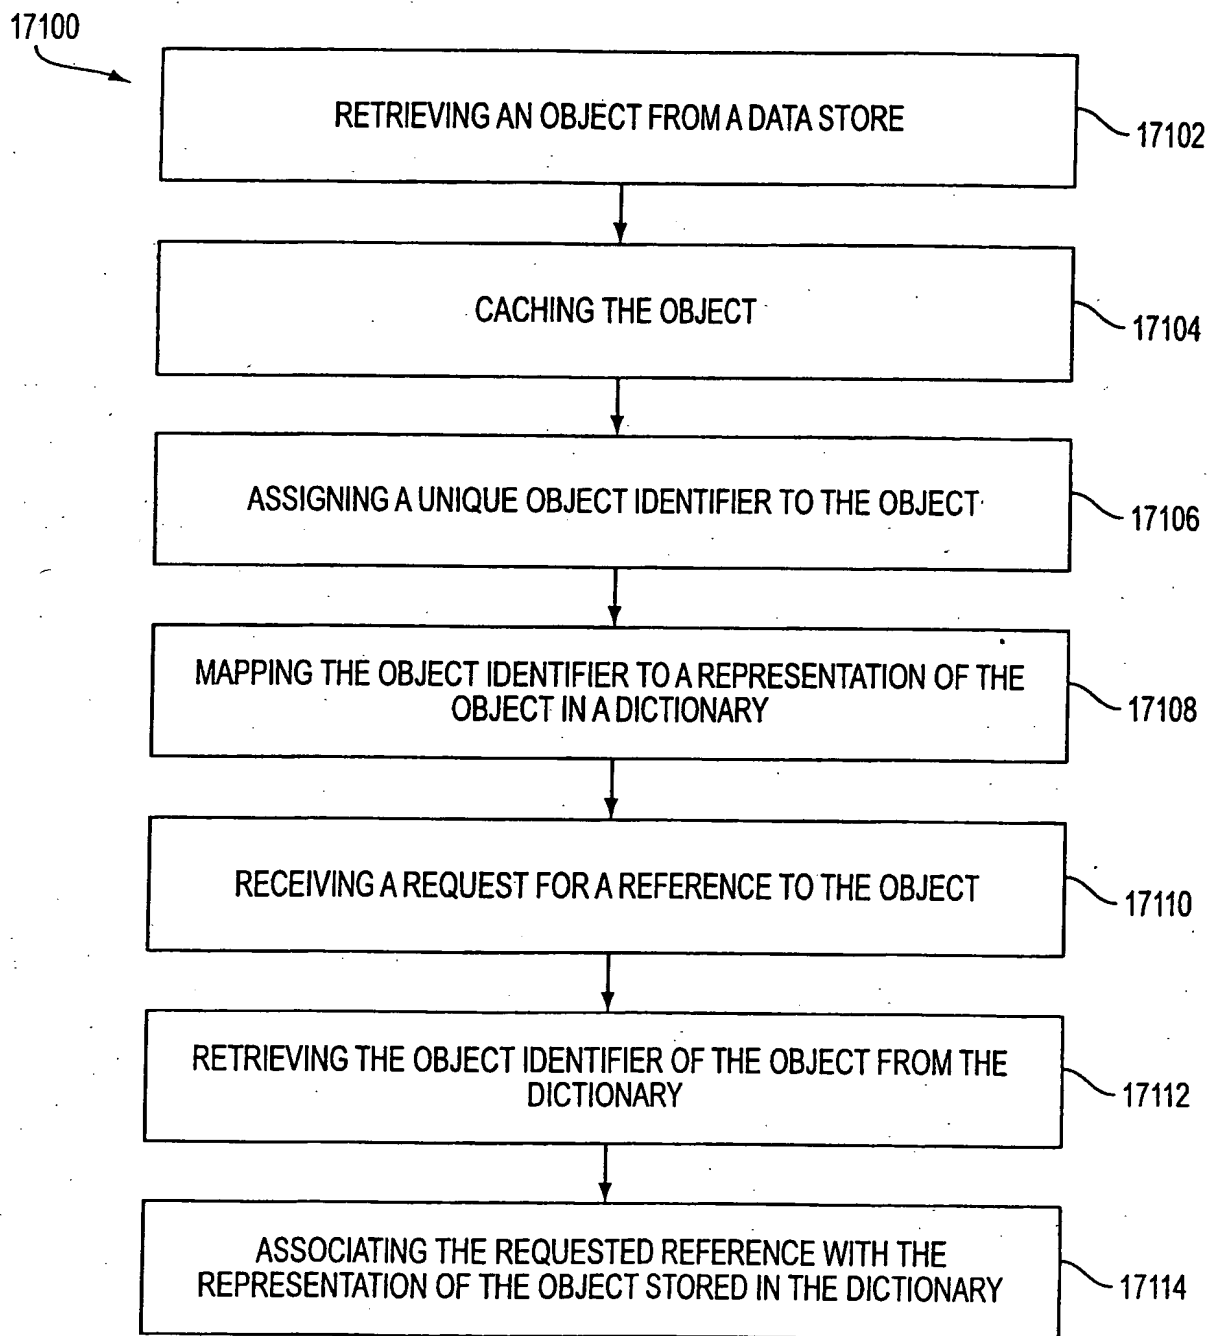 17100
RETRIEVING AN OBJECT FROM A DATA STORE
17102
CACHING THE OBJECT
17104
ASSIGNING A UNIQUE OBJECT IDENTIFIER TO THE OBJECT
17106
MAPPING THE OBJECT IDENTIFIER TO A REPRESENTATION OF THE
OBJECT IN A DICTIONARY
17108
RECEIVING A REQUEST FOR A REFERENCE TO THE OBJECT
17110
RETRIEVING THE OBJECT IDENTIFIER OF THE OBJECT FROM THE
DICTIONARY
17112
ASSOCIATING THE REQUESTED REFERENCE WITH THE
REPRESENTATION OF THE OBJECT STORED IN THE DICTIONARY
17114